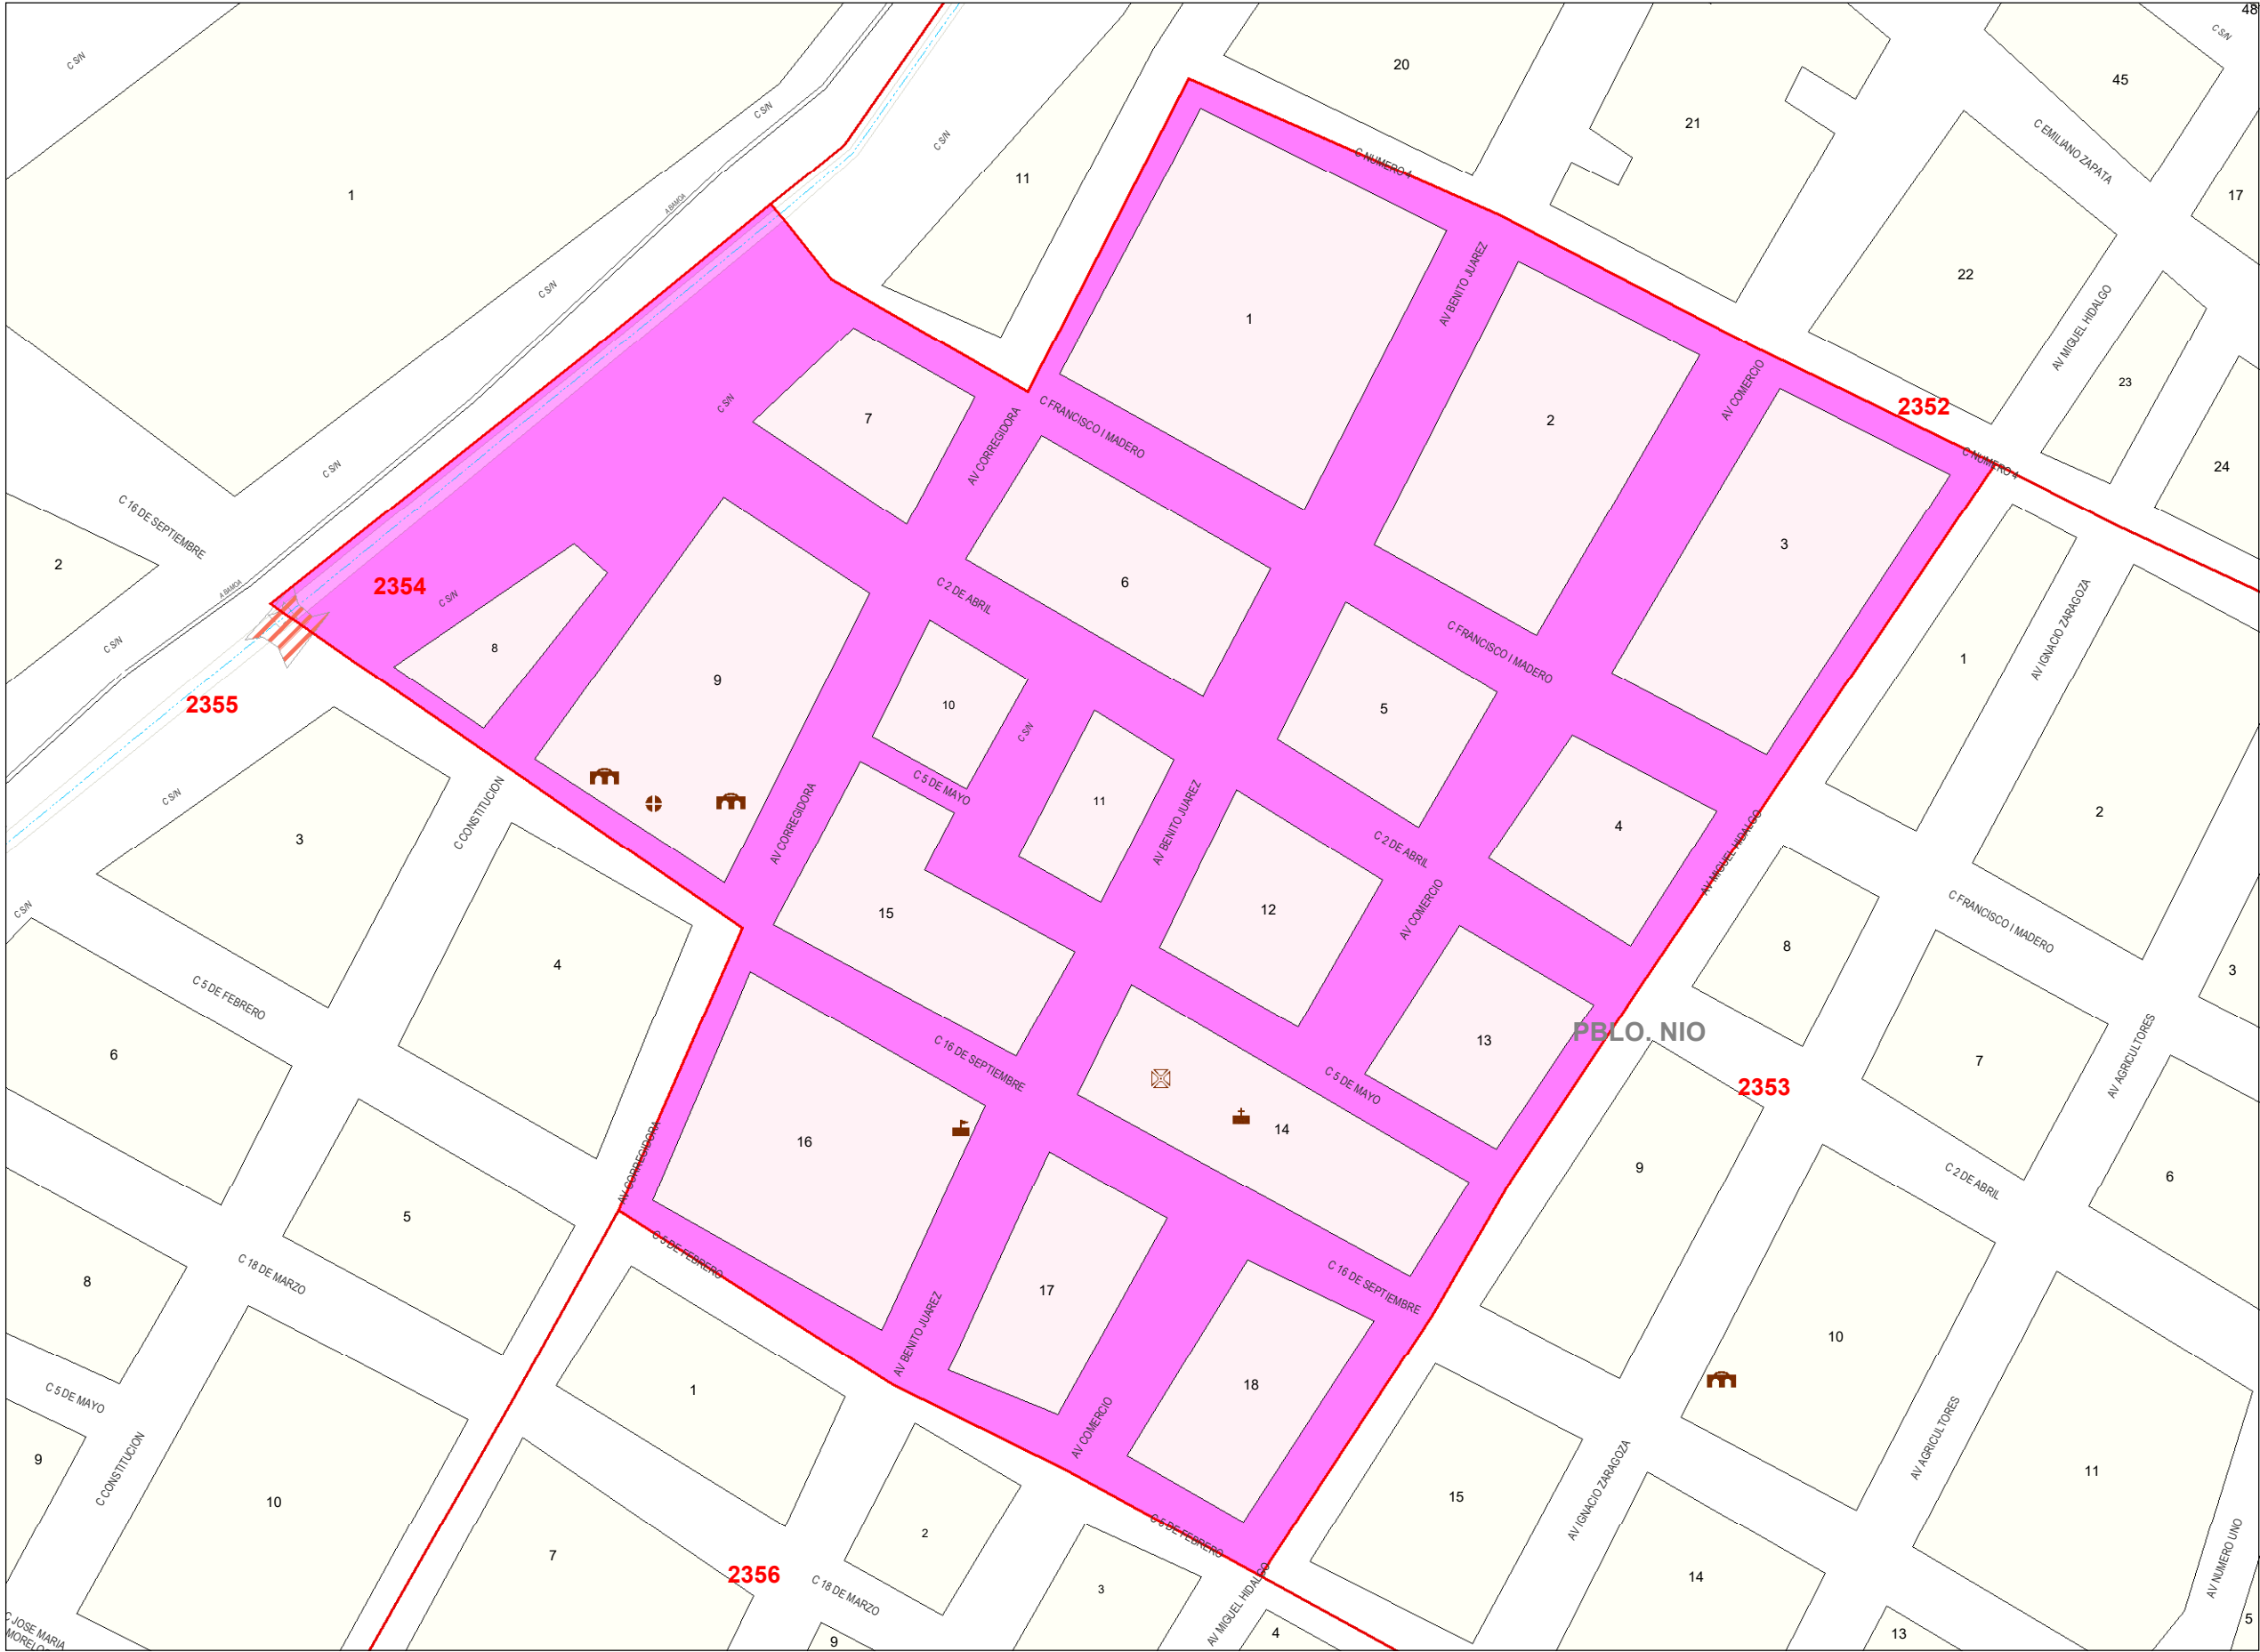 48
C S/N
C S/N
20
45
C S/N
21
C EMILIANO ZAPATA
C S/N
C NUMERO 4
11
1
17
A BAMOA
22
AV BENITO JUAREZ
C S/N
AV MIGUEL HIDALGO
1
23
AV COMERCIO
2352
C S/N
7
C FRANCISCO I MADERO
2
AV CORREGIDORA
C NUMERO 4
24
C S/N
C 16 DE SEPTIEMBRE
3
2
A BAMOA
2354
C S/N
6
C 2 DE ABRIL
AV IGNACIO ZARAGOZA
C S/N
8
C FRANCISCO I MADERO
1
9
2355
10
5
C S/N
C S/N
C 5 DE MAYO
11
C CONSTITUCION
AV CORREGIDORA
AV BENITO JUAREZ
3
4
2
C 2 DE ABRIL
AV MIGUEL HIDALGO
C S/N
15
12
AV COMERCIO
C FRANCISCO I MADERO
8
4
3
C 5 DE FEBRERO
PBLO. NIO
13
6
C 16 DE SEPTIEMBRE
7
AV AGRICULTORES
C 5 DE MAYO
2353
16
14
AV CORREGIDORA
9
C 2 DE ABRIL
6
5
C 5 DE FEBRERO
C 18 DE MARZO
8
C 16 DE SEPTIEMBRE
17
AV BENITO JUAREZ
10
1
18
C 5 DE MAYO
AV COMERCIO
AV AGRICULTORES
9
C CONSTITUCION
11
10
15
AV IGNACIO ZARAGOZA
C 5 DE FEBRERO
2
7
2356
C 18 DE MARZO
3
14
AV NUMERO UNO
AV MIGUEL HIDALGO
C JOSE MARIA
9
4
13
5